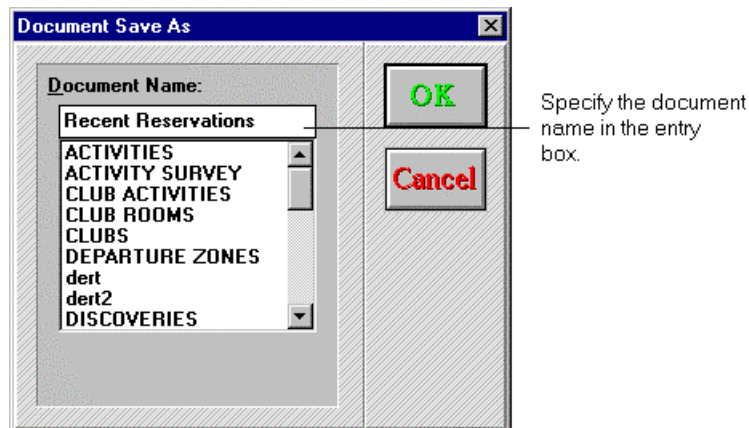 Document Save As
Document Name:
Recent Reservations
ACTIVITIES
ACTIVITY SURVEY
CLUB ACTIVITIES
CLUB ROOMS
CLUBS
DEPARTURE ZONES
dert
dert2
DISCOVERIES
OK
Cancel
Specify the document
name in the entry
box.